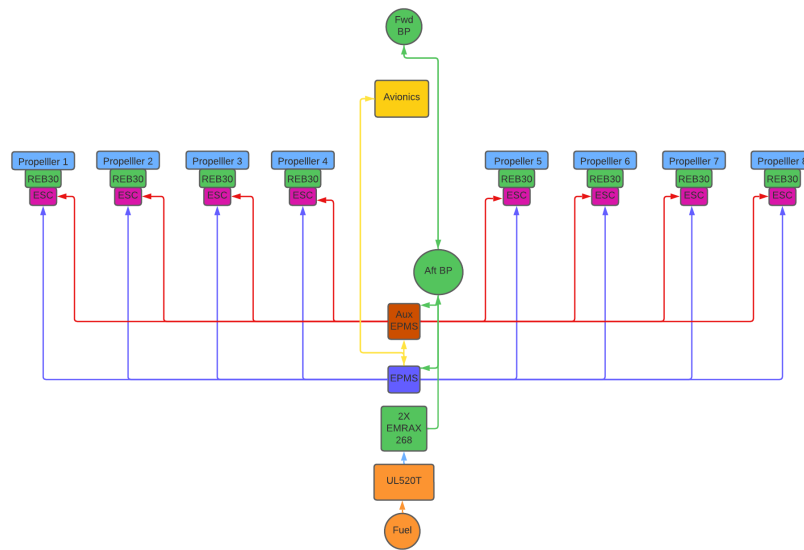 Fwd
BP
Avionics
Propelller 1
Propelller 2
Propelller 3
Propelller 4
Propelller 5
Propelller 6
Propelller 7
Propelller 8
REB30
REB30
REB30
REB30
REB30
REB30
REB30
REB30
ESC
ESC
ESC
ESC
ESC
ESC
ESC
ESC
Aft BP
Aux
EPMS
EPMS
2X
EMRAX
268
UL520T
Fuel